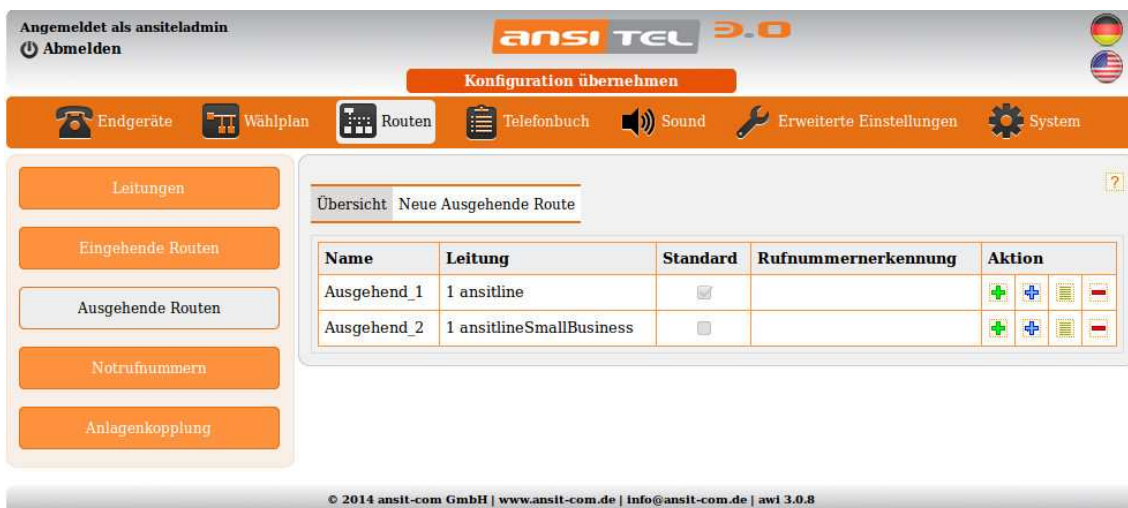 Angemeldet als ansiteladmin
Abmelden
ansi TEL 3.0
Konfiguration übernehmen
Endgeräte Wählplan Routen Telefonbuch Sound Erweiterte Einstellungen System
Leitungen
Eingehende Routen
Ausgehende Routen
Notrufnummern
Anlagenkopplung
?
Übersicht Neue Ausgehende Route
Name Leitung Standard Rufnummernerkennung Aktion
Ausgehend_1 1 ansitline
Ausgehend_2 1 ansitlineSmallBusiness
© 2014 ansit-com GmbH | www.ansit-com.de | info@ansit-com.de | awi 3.0.8